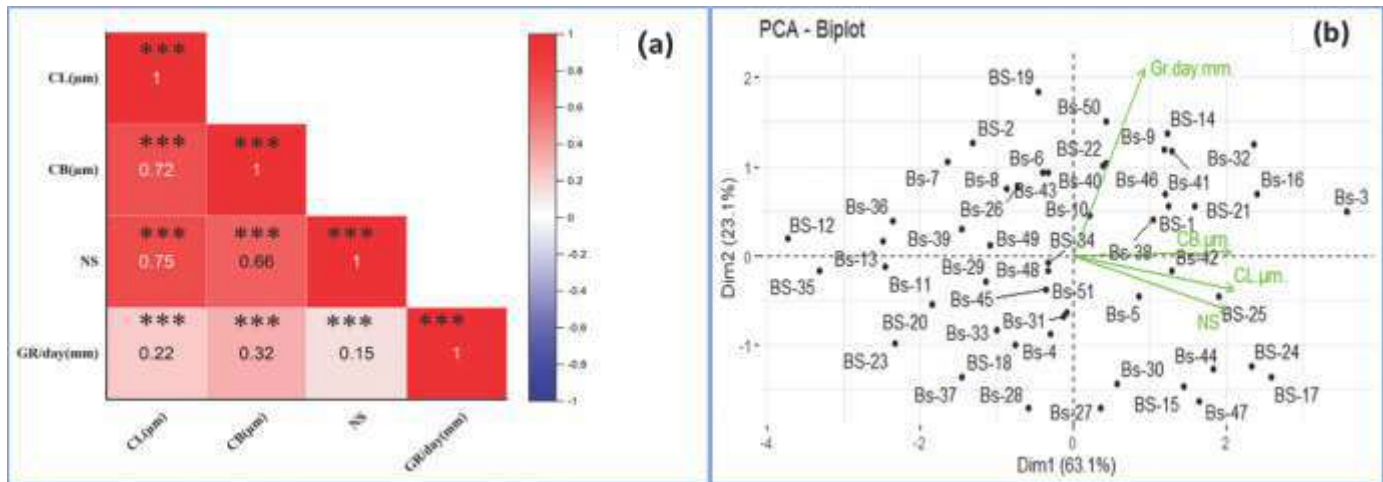 (a)
CL(µm)
CB(µm)
NS
GR/day(mm)
***
1
***
***
0.72
1
***
***
***
0.75
0.66
1
***
***
***
***
0.22
0.32
0.15
1
CL(µm)
CB(µm)
NS
GR/day(mm)
1
0.8
0.6
0.4
0.2
0
-0.2
-0.4
-0.6
-0.8
-1
PCA - Biplot
(b)
Dim2 (23.1%)
2
1
0
-1
BS-19
Gr.day.mm.
Bs-50
BS-14
BS-2
Bs-9
BS-22
Bs-32
Bs-6
Bs-7
Bs-8
Bs-40
Bs-46
Bs-41
Bs-16
Bs-43
Bs-3
Bs-36
Bs-26
Bs-10
BS-1
BS-21
BS-12
Bs-39
Bs-49
BS-34
CB.µm.
Bs-38
Bs-42
Bs-13
Bs-29
Bs-48
CL.µm.
BS-35
Bs-11
Bs-45
Bs-51
Bs-5
NS
BS-25
BS-20
Bs-33
Bs-31
BS-23
BS-18
Bs-4
Bs-44
BS-24
Bs-30
Bs-37
Bs-28
Bs-27
BS-15
Bs-47
BS-17
-4
-2
0
2
Dim1 (63.1%)